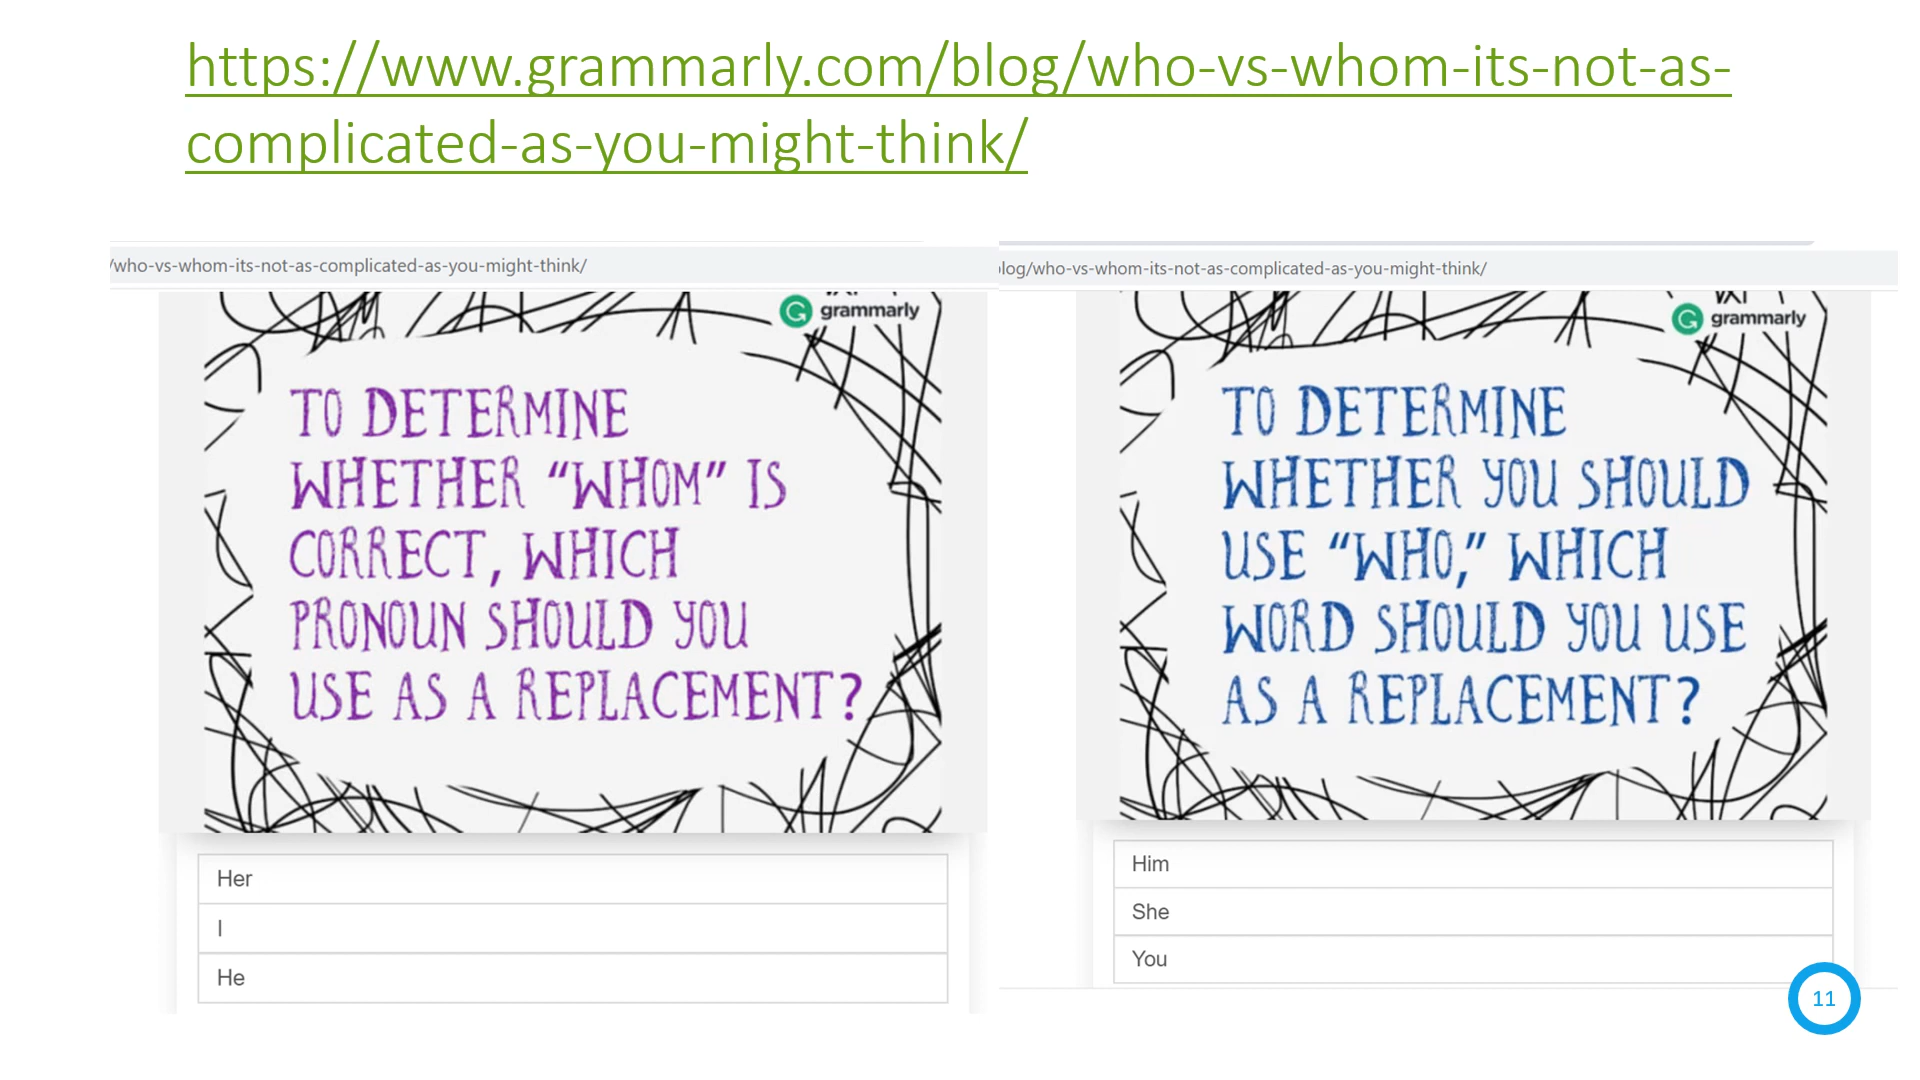 https://www.grammarly.com/blog/who-vs-whom-its-not-as-
complicated-as-you-might-think/
/who-vs-whom-its-not-as-complicated-as-you-might-think/
grammarly
TO DETERMINE
WHETHER “WHOM” IS
CORRECT, WHICH
PRONOUN SHOULD YOU
USE AS A REPLACEMENT?
Her
I
He
log/who-vs-whom-its-not-as-complicated-as-you-might-think/
grammarly
TO DETERMINE
WHETHER YOU SHOULD
USE “WHO,” WHICH
WORD SHOULD YOU USE
AS A REPLACEMENT?
Him
She
You
11